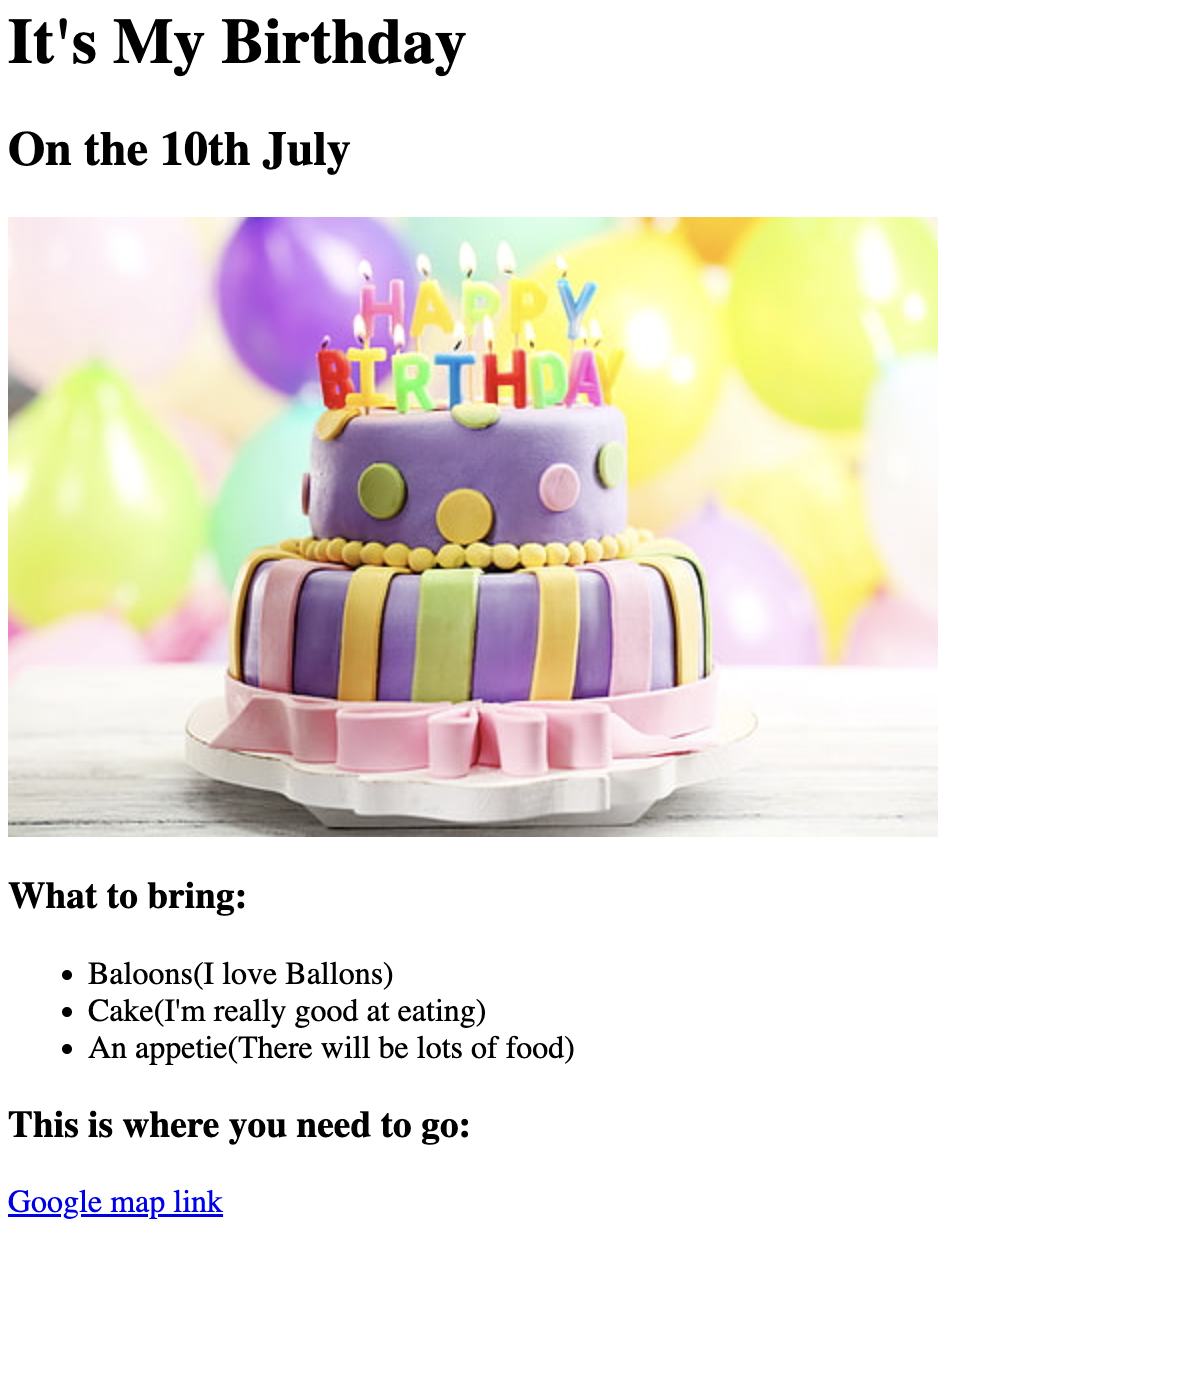 It's My Birthday
On the 10th July
HAPPY
BIRTHDAY
What to bring:
Baloons(I love Ballons)
Cake(I'm really good at eating)
An appetie(There will be lots of food)
This is where you need to go:
Google map link